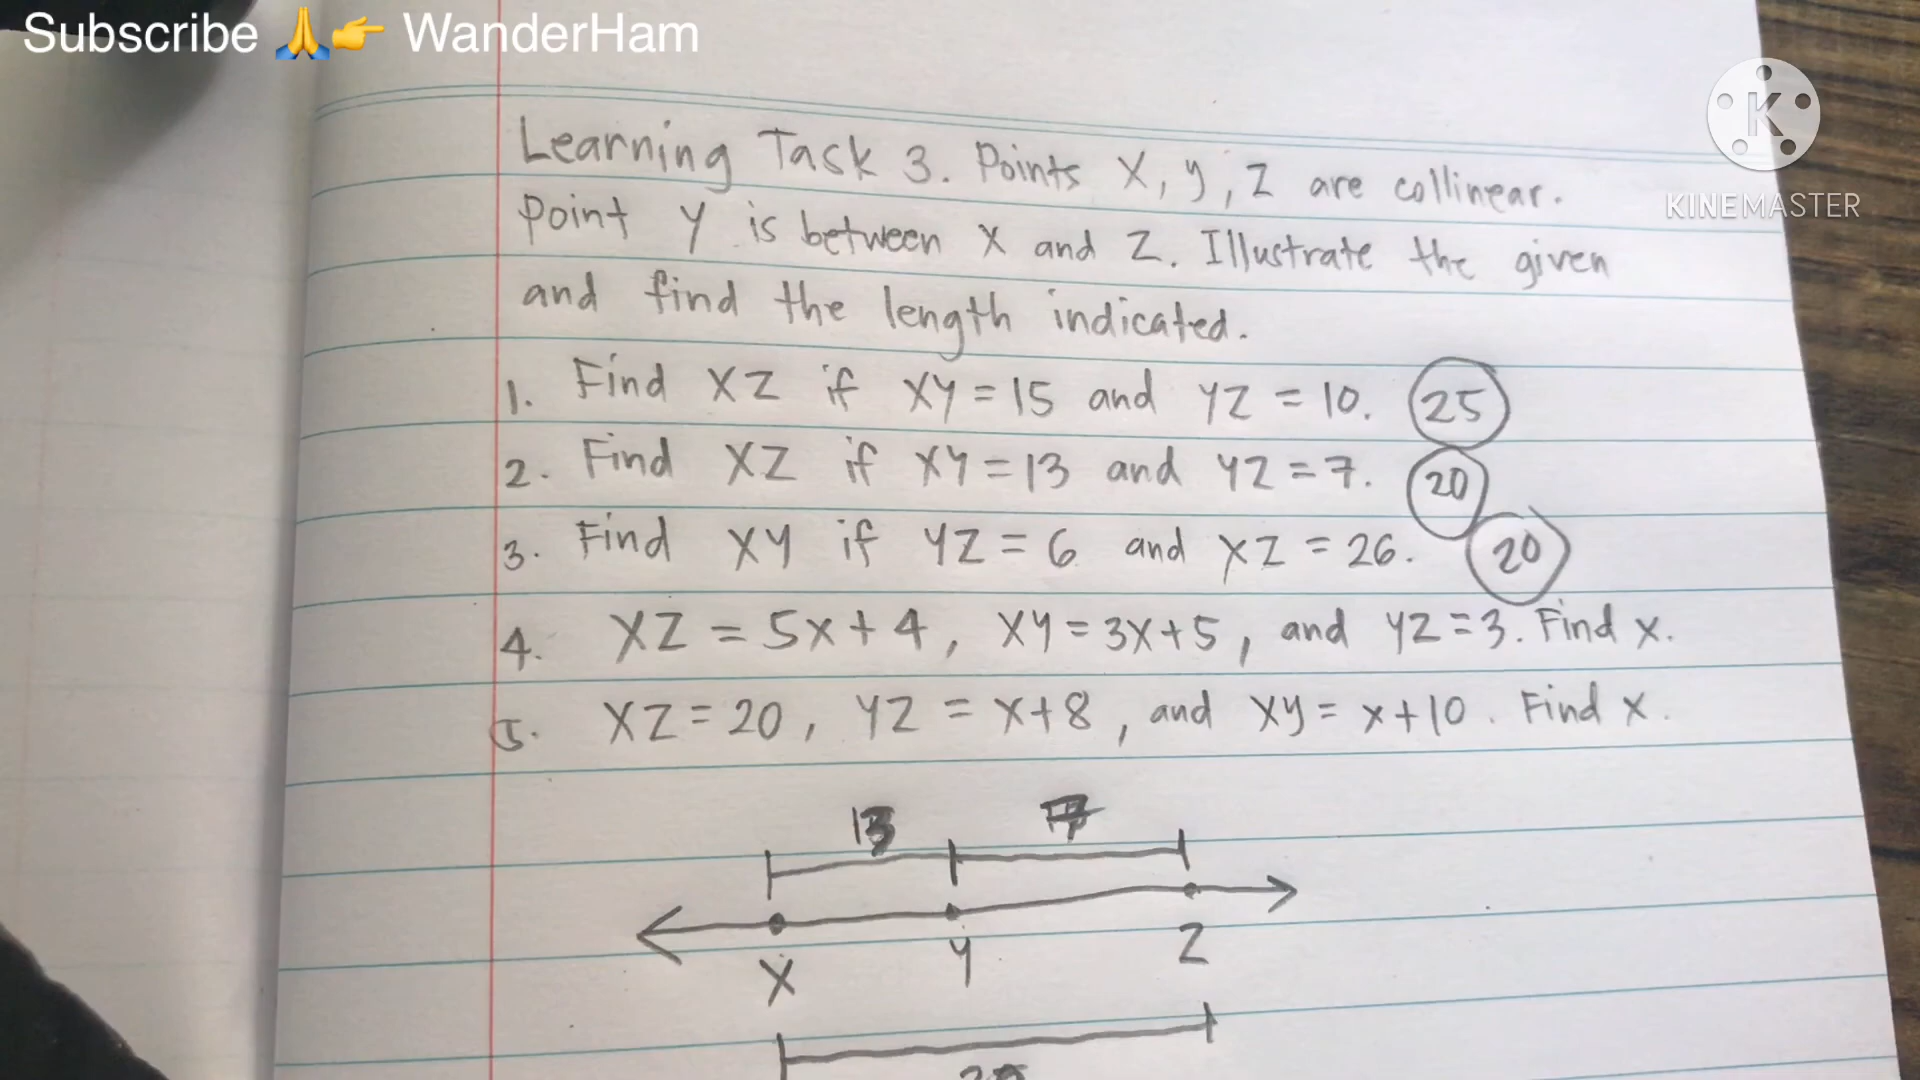 Subscribe 🙏👉 WanderHam
K
KINEMASTER
Learning Task 3. Points X, Y, Z are collinear.
Point Y is between X and Z. Illustrate the given
and find the length indicated.
1. Find XZ if XY = 15 and YZ = 10. 25
2. Find XZ if XY = 13 and YZ = 7. 20
3. Find XY if YZ = 6 and XZ = 26. 20
4. XZ = 5x + 4, XY = 3x + 5, and YZ = 3. Find x.
5. XZ = 20, YZ = x + 8, and XY = x + 10. Find x.
13 7
X Y Z